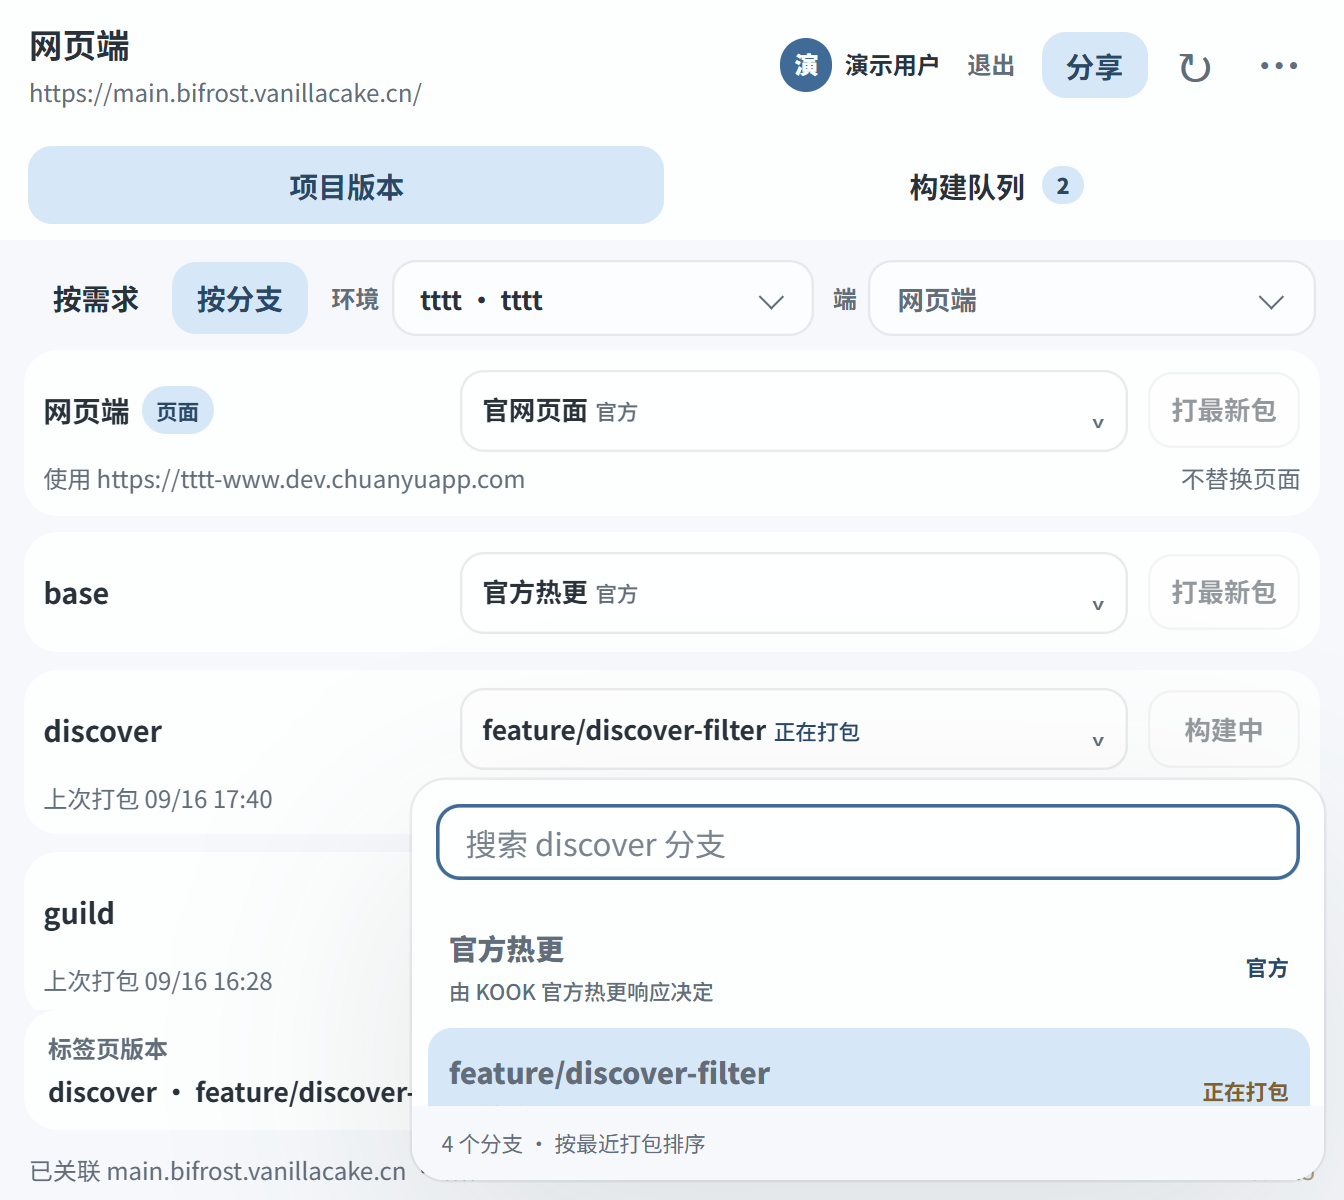 网页端
https://main.bifrost.vanillacake.cn/
演 演示用户 退出 分享
项目版本 构建队列 2
按需求 按分支 环境 tttt · tttt 端 网页端
网页端 页面 官网页面 官方 打最新包
使用 https://tttt-www.dev.chuanyuapp.com 不替换页面
base 官方热更 官方 打最新包
discover feature/discover-filter 正在打包 构建中
上次打包 09/16 17:40
搜索 discover 分支
guild
官方热更 官方
上次打包 09/16 16:28
由 KOOK 官方热更响应决定
标签页版本
discover · feature/discover-
feature/discover-filter 正在打包
4 个分支 · 按最近打包排序
已关联 main.bifrost.vanillacake.cn